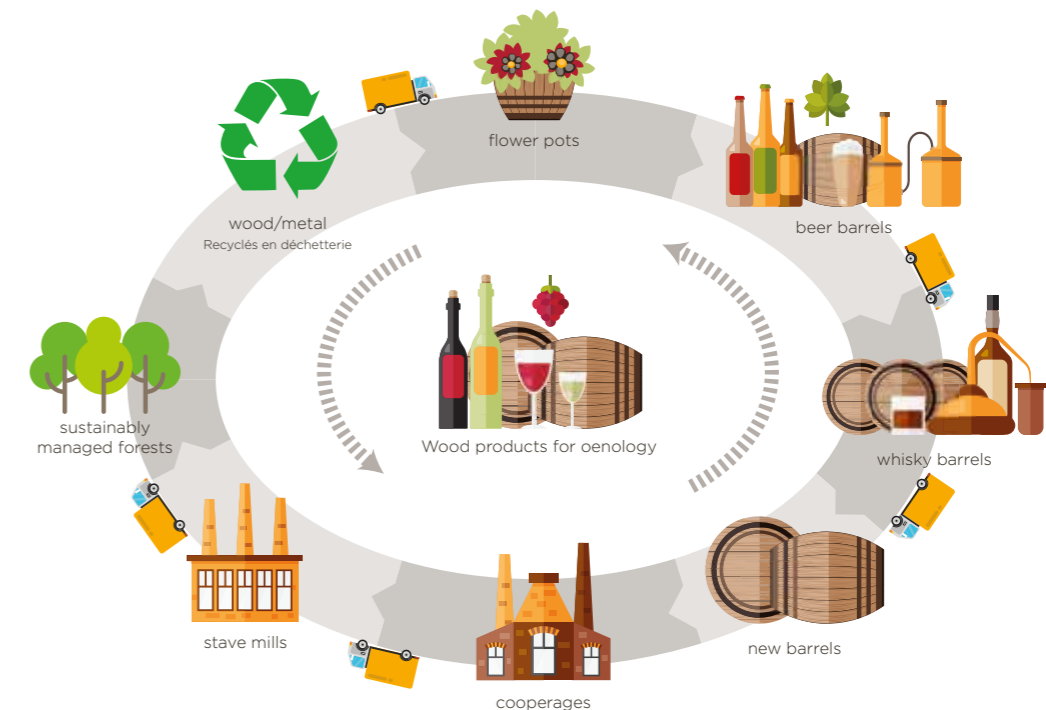 flower pots
beer barrels
wood/metal
Recyclés en déchetterie
sustainably
managed forests
Wood products for oenology
whisky barrels
stave mills
new barrels
cooperages